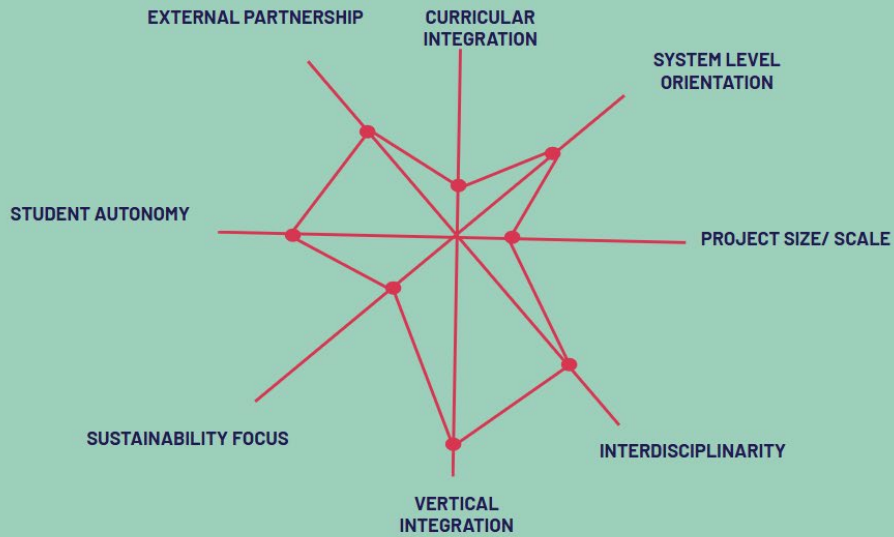 EXTERNAL PARTNERSHIP
CURRICULAR
INTEGRATION
SYSTEM LEVEL
ORIENTATION
STUDENT AUTONOMY
PROJECT SIZE/ SCALE
SUSTAINABILITY FOCUS
INTERDISCIPLINARITY
VERTICAL
INTEGRATION